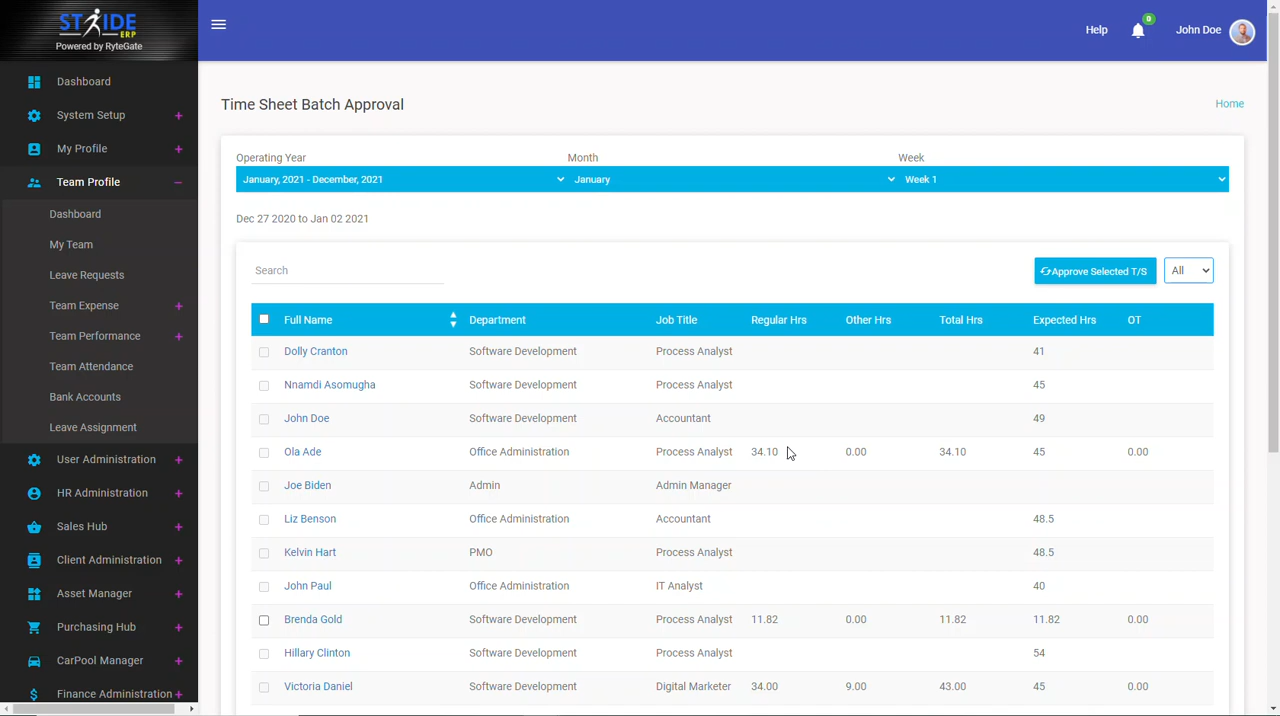 STRIDE
ERP
Powered by RyteGate
Help
0
John Doe
Dashboard
System Setup +
My Profile +
Team Profile −
Dashboard
My Team
Leave Requests
Team Expense +
Team Performance +
Team Attendance
Bank Accounts
Leave Assignment
User Administration +
HR Administration +
Sales Hub +
Client Administration +
Asset Manager +
Purchasing Hub +
CarPool Manager +
Finance Administration +
Time Sheet Batch Approval
Home
Operating Year Month Week
January, 2021 - December, 2021 January Week 1
Dec 27 2020 to Jan 02 2021
Search Approve Selected T/S All
Full Name Department Job Title Regular Hrs Other Hrs Total Hrs Expected Hrs OT
Dolly Cranton Software Development Process Analyst 41
Nnamdi Asomugha Software Development Process Analyst 45
John Doe Software Development Accountant 49
Ola Ade Office Administration Process Analyst 34.10 0.00 34.10 45 0.00
Joe Biden Admin Admin Manager
Liz Benson Office Administration Accountant 48.5
Kelvin Hart PMO Process Analyst 48.5
John Paul Office Administration IT Analyst 40
Brenda Gold Software Development Process Analyst 11.82 0.00 11.82 11.82 0.00
Hillary Clinton Software Development Process Analyst 54
Victoria Daniel Software Development Digital Marketer 34.00 9.00 43.00 45 0.00